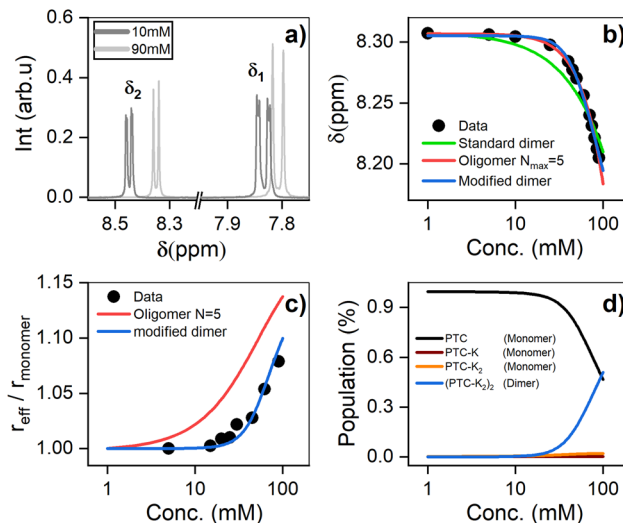 a)
10mM
90mM
δ₂
δ₁
Int (arb.u)
0.6
0.4
0.2
0.0
8.5
8.3
7.9
7.8
δ(ppm)
b)
δ(ppm)
8.30
8.25
8.20
Data
Standard dimer
Oligomer Nmax=5
Modified dimer
1
10
100
Conc. (mM)
c)
r_eff / r_monomer
1.15
1.10
1.05
1.00
Data
Oligomer N=5
modified dimer
1
10
100
Conc. (mM)
d)
Population (%)
0.9
0.6
0.3
0.0
PTC (Monomer)
PTC-K (Monomer)
PTC-K₂ (Monomer)
(PTC-K₂)₂ (Dimer)
1
10
100
Conc. (mM)